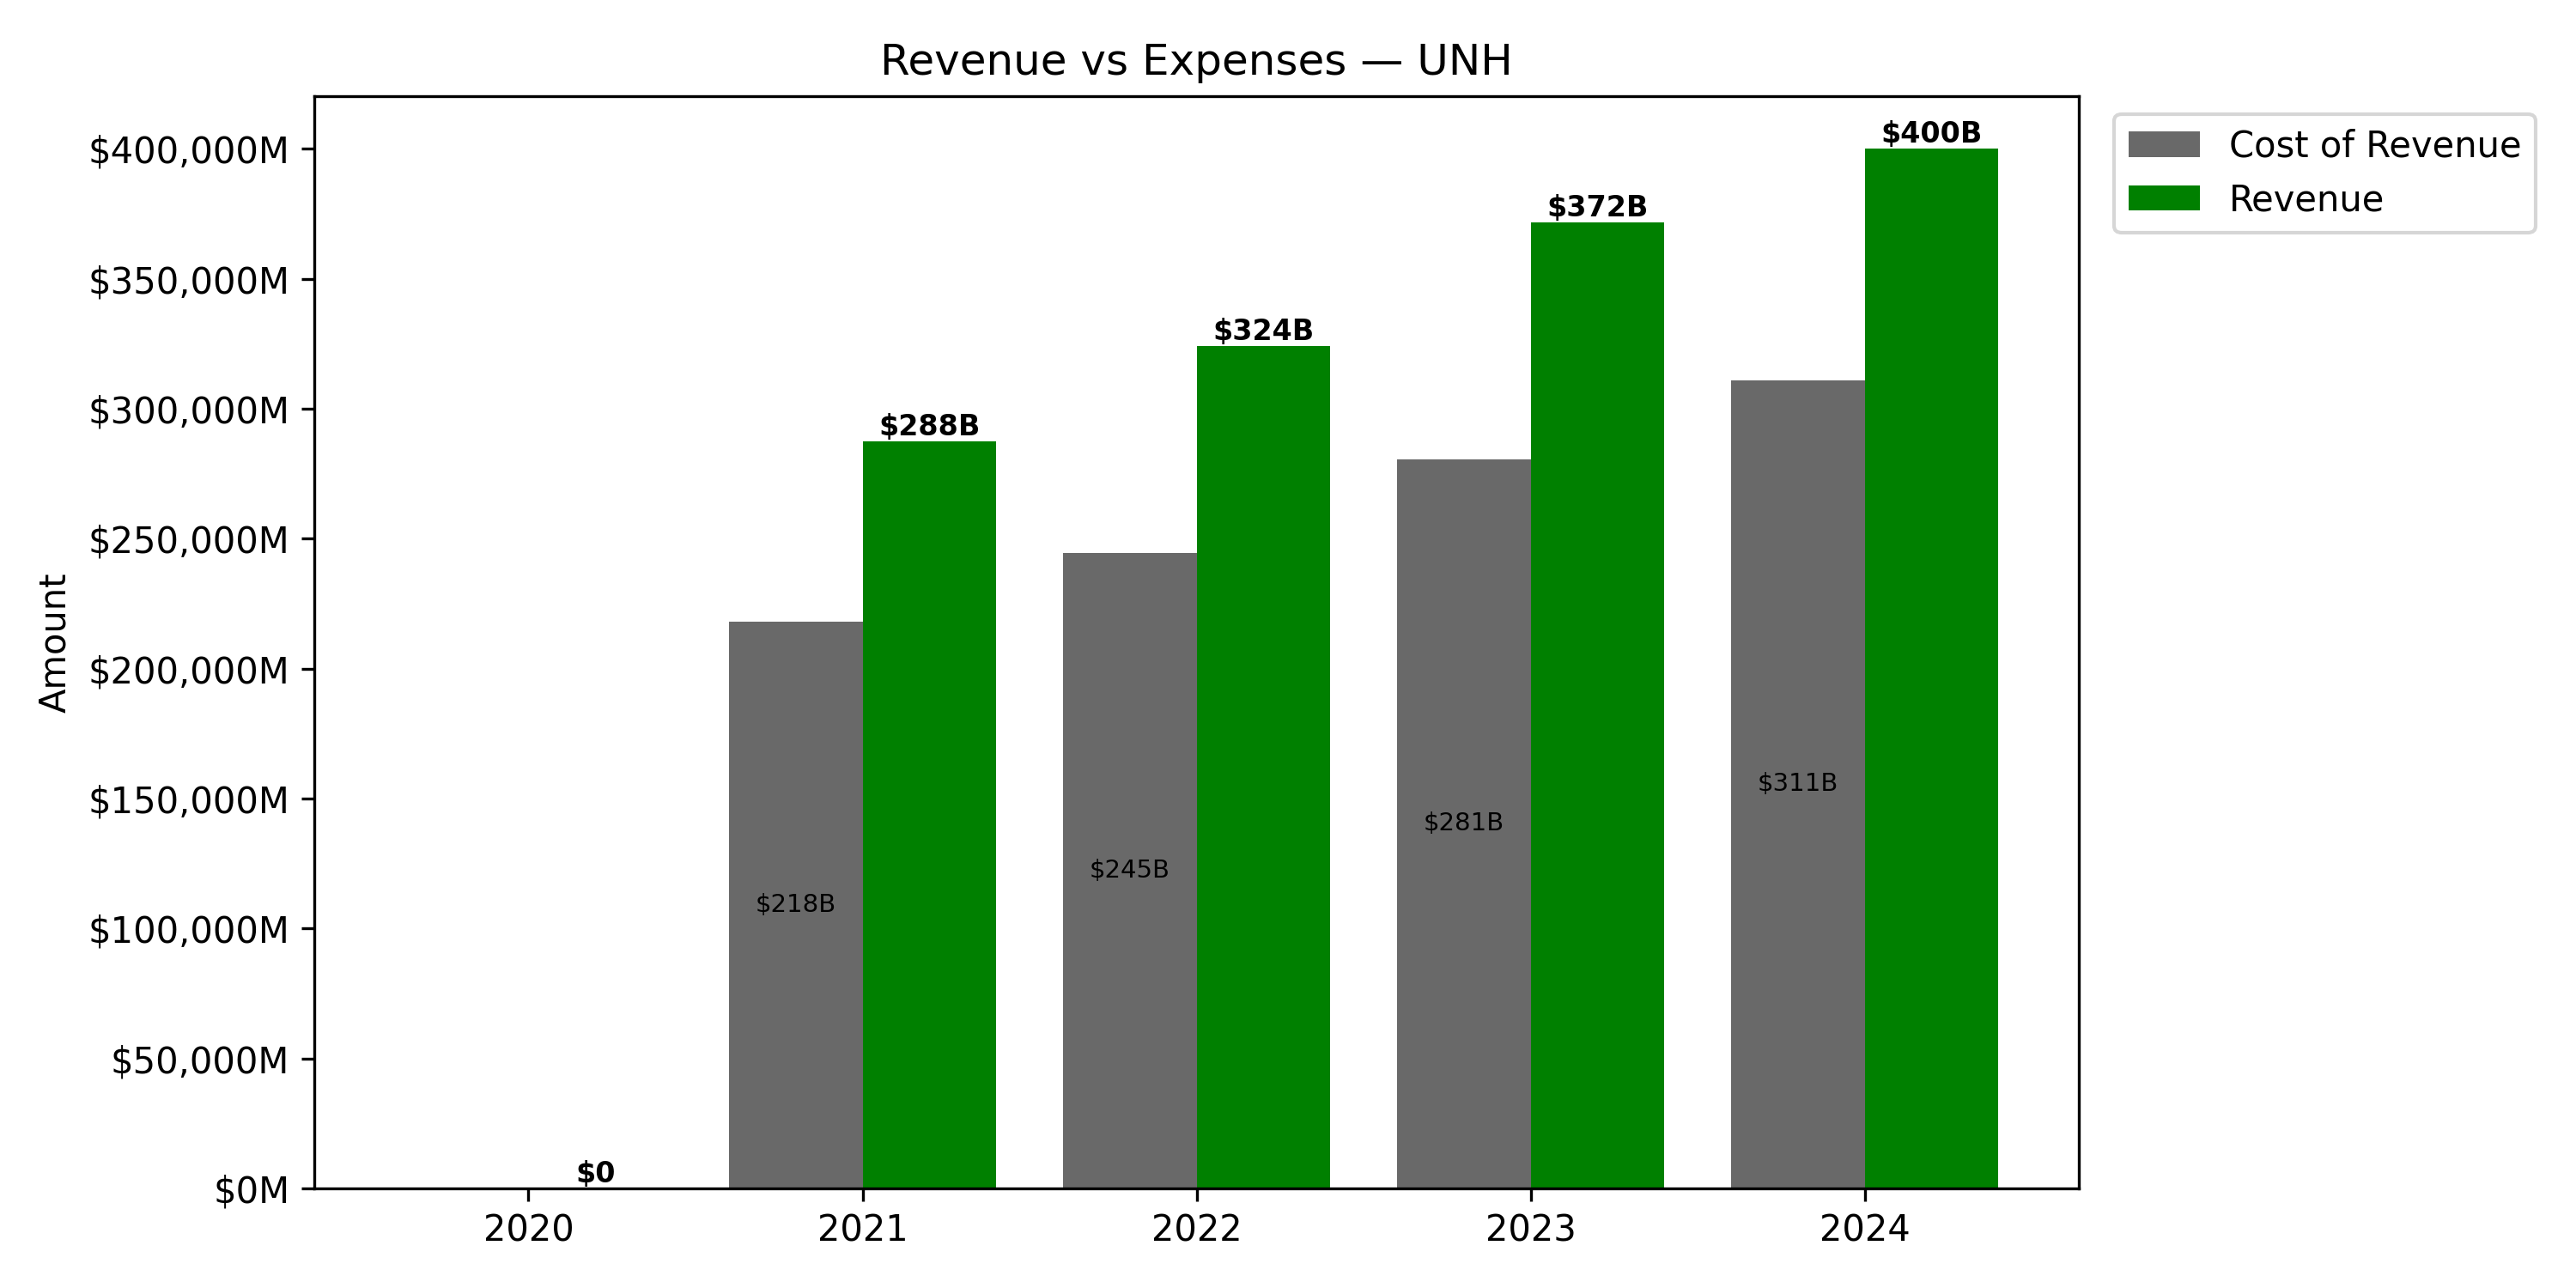 Revenue vs Expenses — UNH
Cost of Revenue
Revenue
Amount
$400,000M
$350,000M
$300,000M
$250,000M
$200,000M
$150,000M
$100,000M
$50,000M
$0M
$0
$218B
$288B
$245B
$324B
$281B
$372B
$311B
$400B
2020 2021 2022 2023 2024